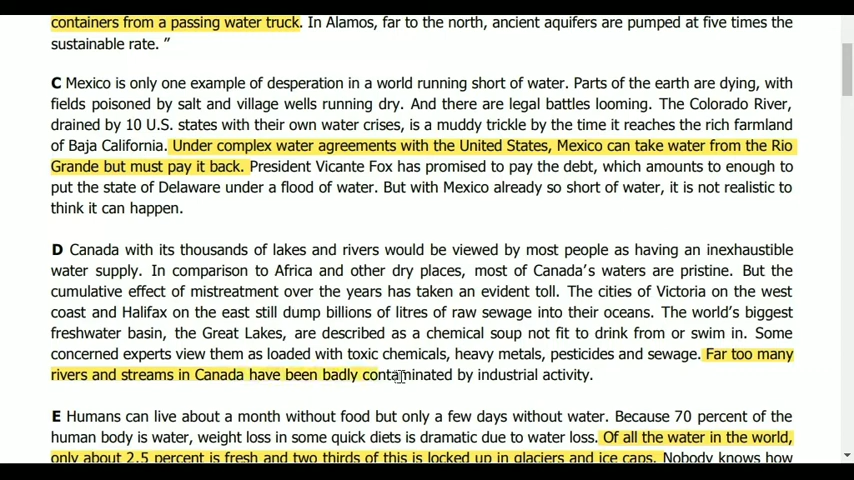 containers from a passing water truck. In Alamos, far to the north, ancient aquifers are pumped at five times the
sustainable rate. "
C Mexico is only one example of desperation in a world running short of water. Parts of the earth are dying, with
fields poisoned by salt and village wells running dry. And there are legal battles looming. The Colorado River,
drained by 10 U.S. states with their own water crises, is a muddy trickle by the time it reaches the rich farmland
of Baja California. Under complex water agreements with the United States, Mexico can take water from the Rio
Grande but must pay it back. President Vicante Fox has promised to pay the debt, which amounts to enough to
put the state of Delaware under a flood of water. But with Mexico already so short of water, it is not realistic to
think it can happen.
D Canada with its thousands of lakes and rivers would be viewed by most people as having an inexhaustible
water supply. In comparison to Africa and other dry places, most of Canada's waters are pristine. But the
cumulative effect of mistreatment over the years has taken an evident toll. The cities of Victoria on the west
coast and Halifax on the east still dump billions of litres of raw sewage into their oceans. The world's biggest
freshwater basin, the Great Lakes, are described as a chemical soup not fit to drink from or swim in. Some
concerned experts view them as loaded with toxic chemicals, heavy metals, pesticides and sewage. Far too many
rivers and streams in Canada have been badly contaminated by industrial activity.
E Humans can live about a month without food but only a few days without water. Because 70 percent of the
human body is water, weight loss in some quick diets is dramatic due to water loss. Of all the water in the world,
only about 2.5 percent is fresh and two thirds of this is locked up in glaciers and ice caps. Nobody knows how